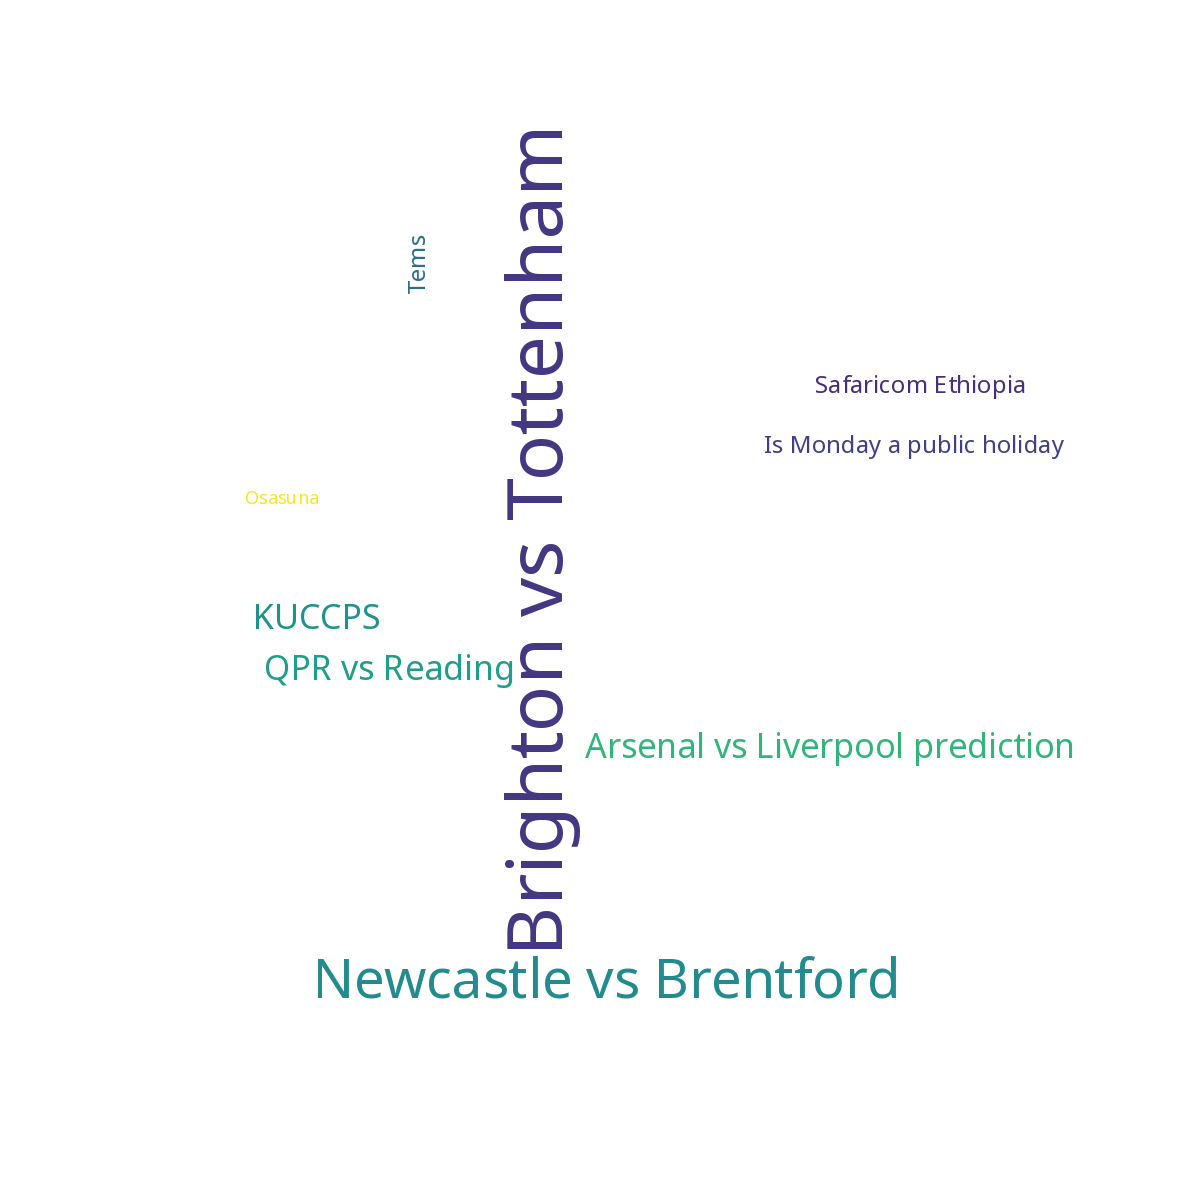 Brighton vs Tottenham
Tems
Safaricom Ethiopia
Is Monday a public holiday
Osasuna
KUCCPS
QPR vs Reading
Arsenal vs Liverpool prediction
Newcastle vs Brentford